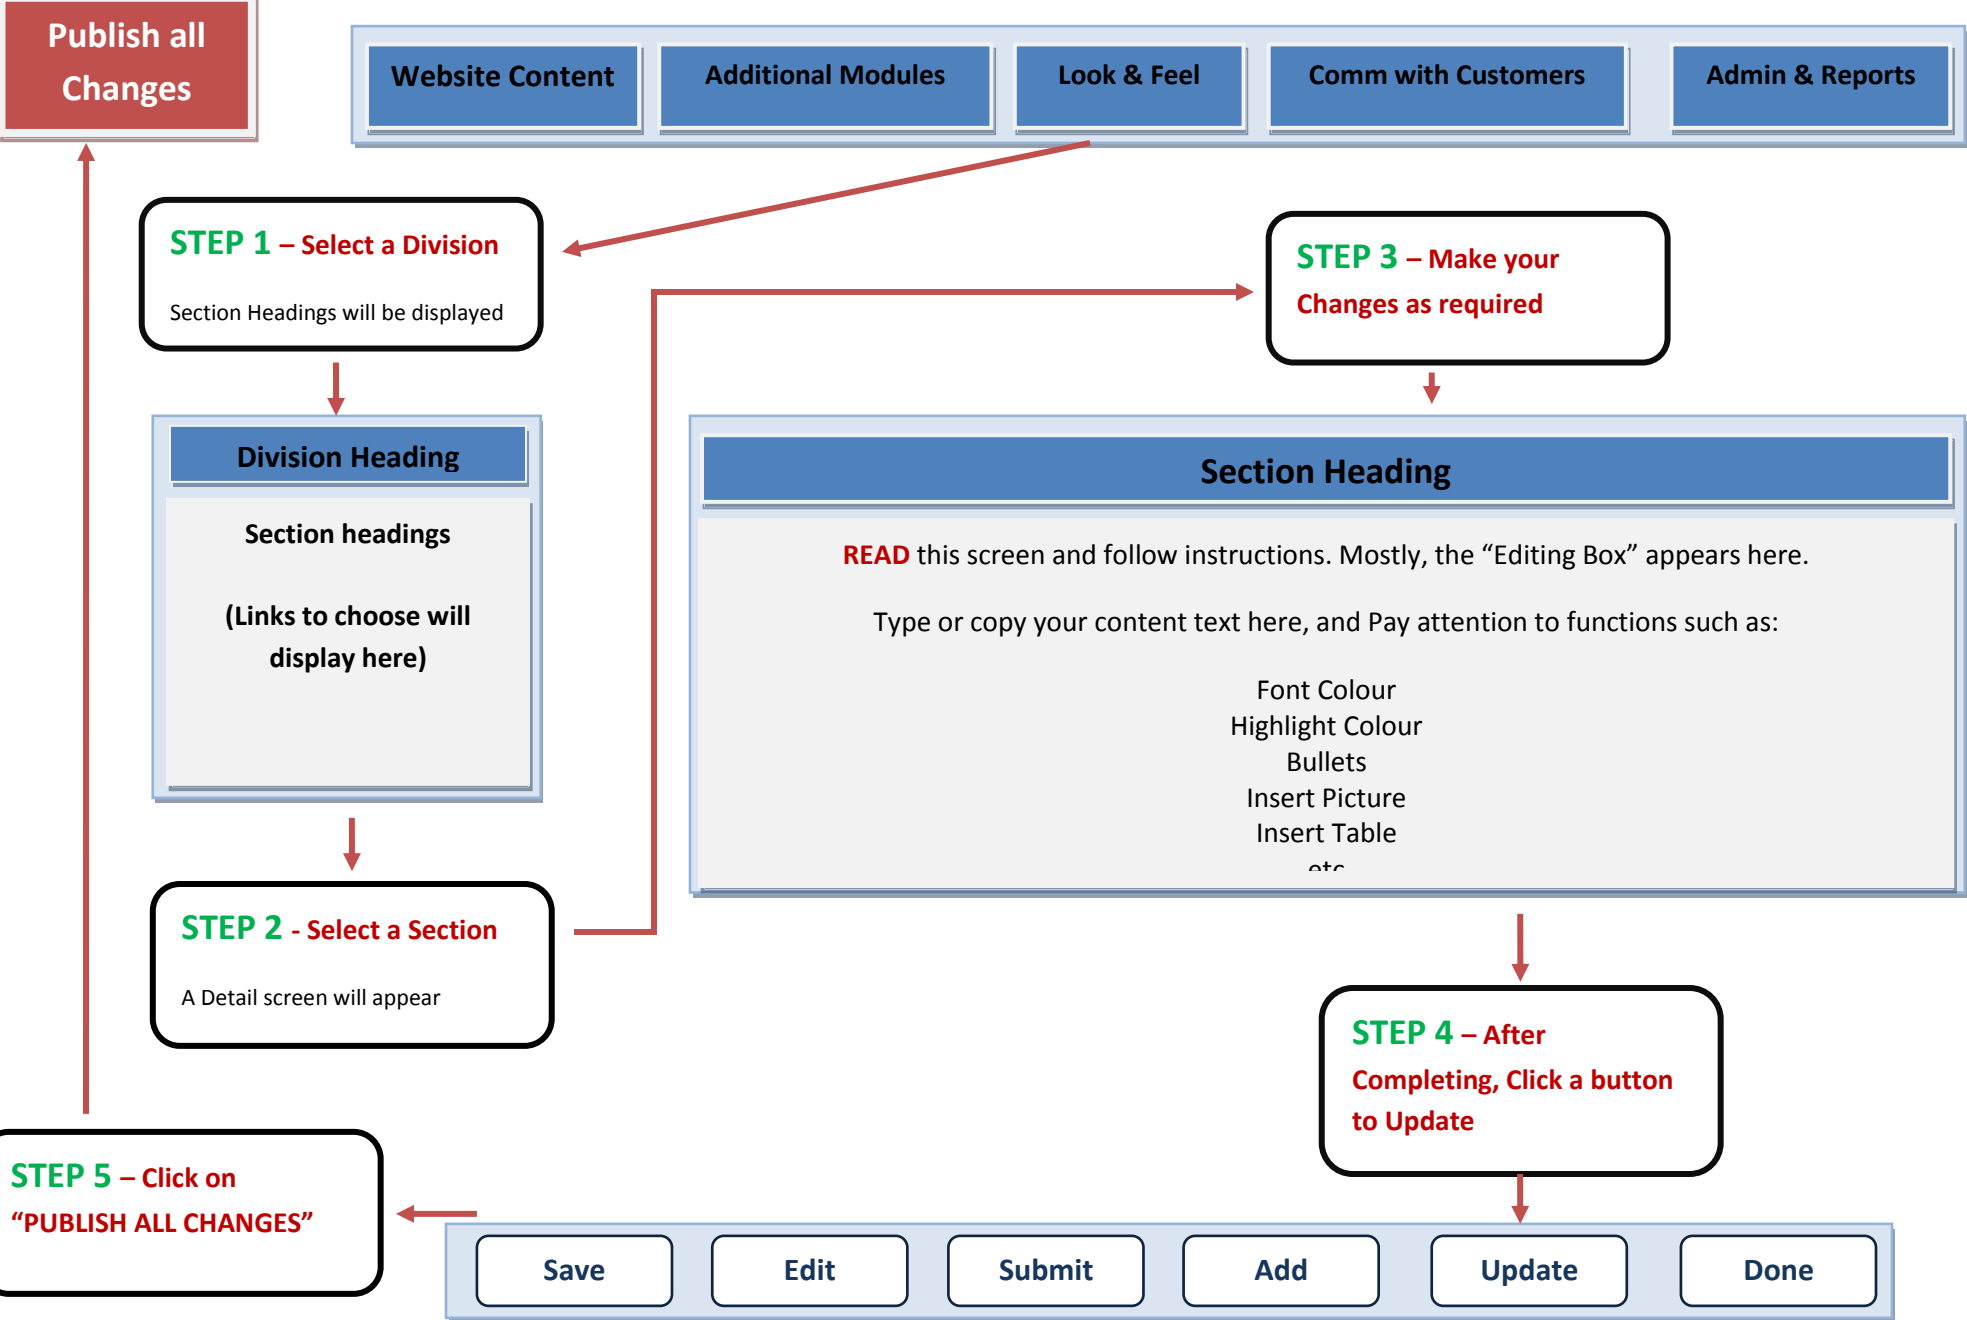 Publish all
Changes
Website Content
Additional Modules
Look & Feel
Comm with Customers
Admin & Reports
STEP 1 – Select a Division
Section Headings will be displayed
Division Heading
Section headings
(Links to choose will
display here)
STEP 2 - Select a Section
A Detail screen will appear
STEP 3 – Make your
Changes as required
Section Heading
READ this screen and follow instructions. Mostly, the “Editing Box” appears here.
Type or copy your content text here, and Pay attention to functions such as:
Font Colour
Highlight Colour
Bullets
Insert Picture
Insert Table
etc
STEP 4 – After
Completing, Click a button
to Update
STEP 5 – Click on
“PUBLISH ALL CHANGES”
Save
Edit
Submit
Add
Update
Done